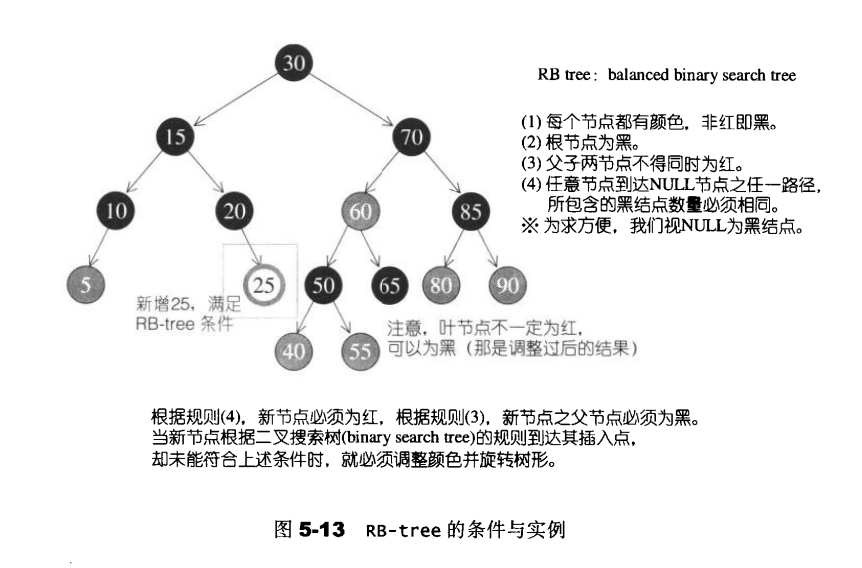 30
RB tree: balanced binary search tree
15
70
(1) 每个节点都有颜色，非红即黑。
(2) 根节点为黑。
(3) 父子两节点不得同时为红。
(4) 任意节点到达NULL节点之任一路径，
所包含的黑结点数量必须相同。
※ 为求方便，我们视NULL为黑结点。
10
20
60
85
5
25
50
65
80
90
新增25，满足
RB-tree 条件
40
55
注意，叶节点不一定为红，
可以为黑（那是调整过后的结果）
根据规则(4)，新节点必须为红，根据规则(3)，新节点之父节点必须为黑。
当新节点根据二叉搜索树(binary search tree)的规则到达其插入点，
却未能符合上述条件时，就必须调整颜色并旋转树形。
图 5-13 RB-tree 的条件与实例